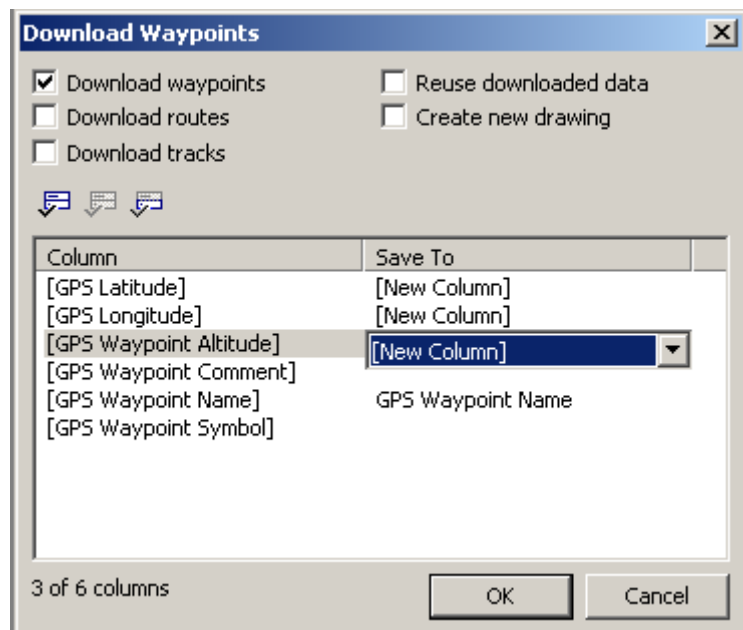 Download Waypoints
Download waypoints
Reuse downloaded data
Download routes
Create new drawing
Download tracks
Column Save To
[GPS Latitude] [New Column]
[GPS Longitude] [New Column]
[GPS Waypoint Altitude] [New Column]
[GPS Waypoint Comment]
[GPS Waypoint Name] GPS Waypoint Name
[GPS Waypoint Symbol]
3 of 6 columns
OK
Cancel